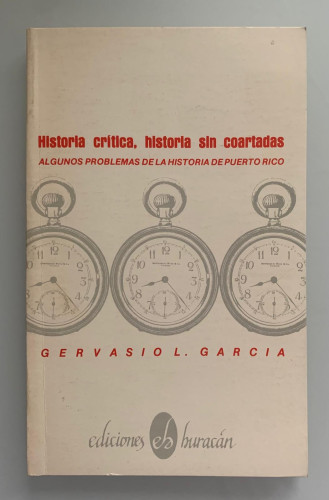 Historia crítica, historia sin coartadas
ALGUNOS PROBLEMAS DE LA HISTORIA DE PUERTO RICO
GERVASIO L. GARCIA
ediciones eh huracán